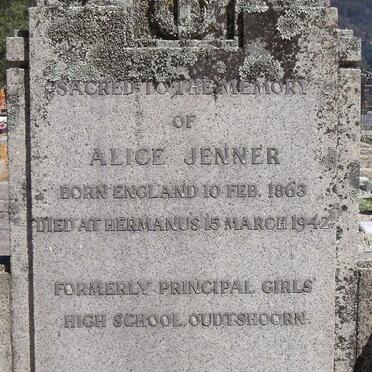 SACRED TO THE MEMORY
OF
ALICE JENNER
BORN ENGLAND 10 FEB. 1863
DIED AT HERMANUS 15 MARCH 1942
FORMERLY PRINCIPAL GIRLS'
HIGH SCHOOL, OUDTSHOORN